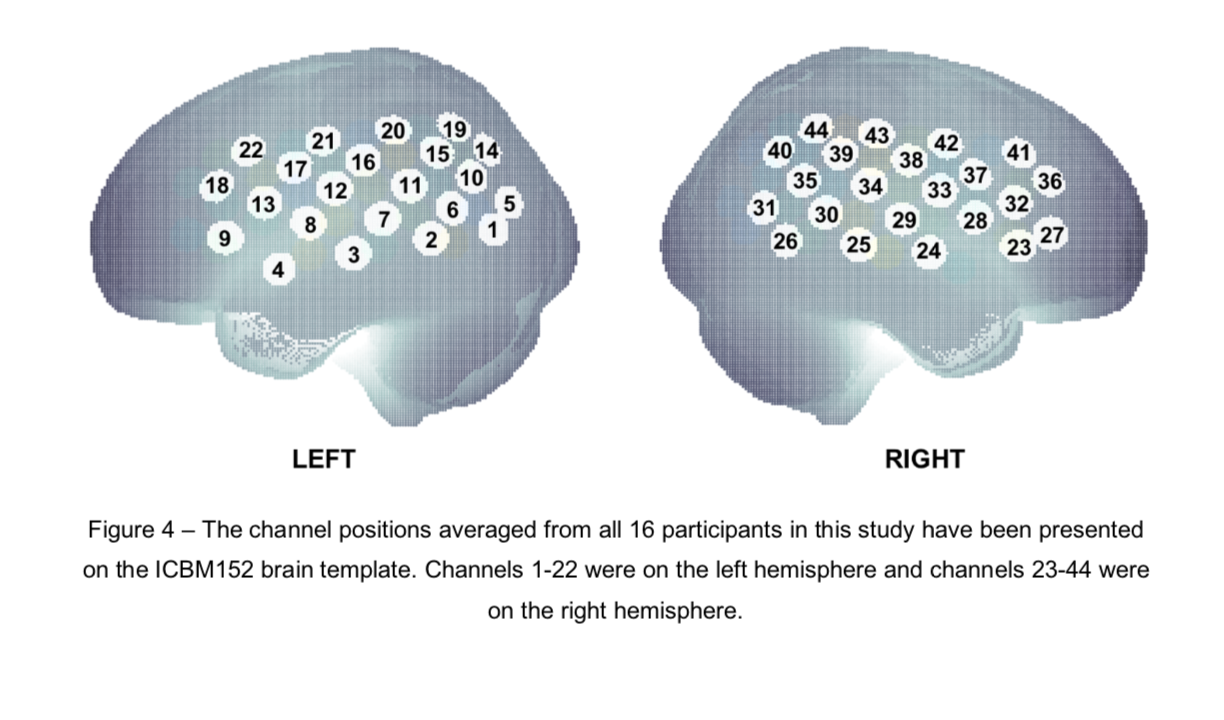 20 19
21
22 16 15 14
17
18 12 11 10
13 5
8 7 6
9 2 1
3
4
44 43
42
40 39 38 41
35 34 33 37 36
31 30 29 28 32
26 25 24 23 27
LEFT RIGHT
Figure 4 – The channel positions averaged from all 16 participants in this study have been presented
on the ICBM152 brain template. Channels 1-22 were on the left hemisphere and channels 23-44 were
on the right hemisphere.